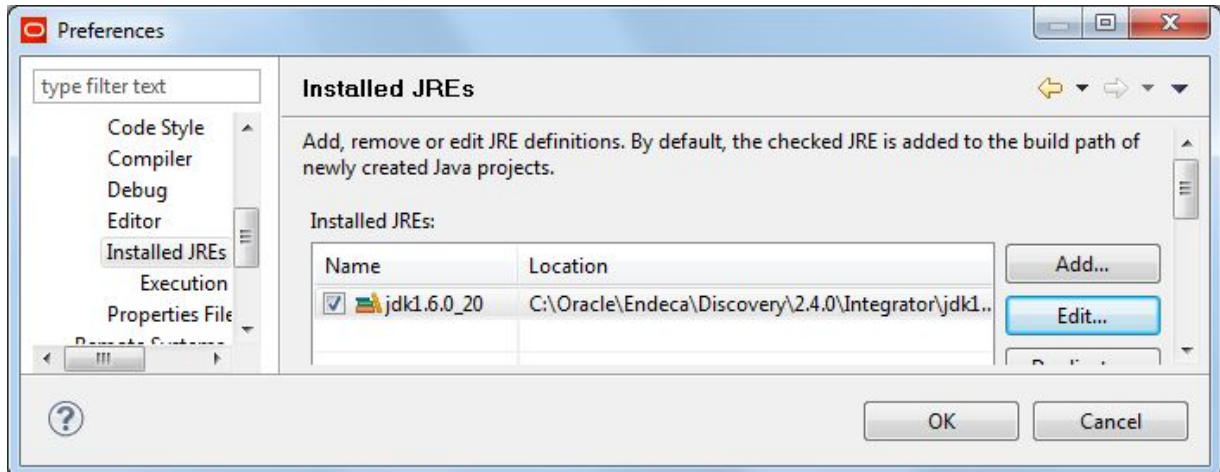 Preferences
type filter text
Code Style
Compiler
Debug
Editor
Installed JREs
Execution
Properties File
Installed JREs
Add, remove or edit JRE definitions. By default, the checked JRE is added to the build path of
newly created Java projects.
Installed JREs:
Name Location
jdk1.6.0_20 C:\Oracle\Endeca\Discovery\2.4.0\Integrator\jdk1..
Add...
Edit...
OK
Cancel